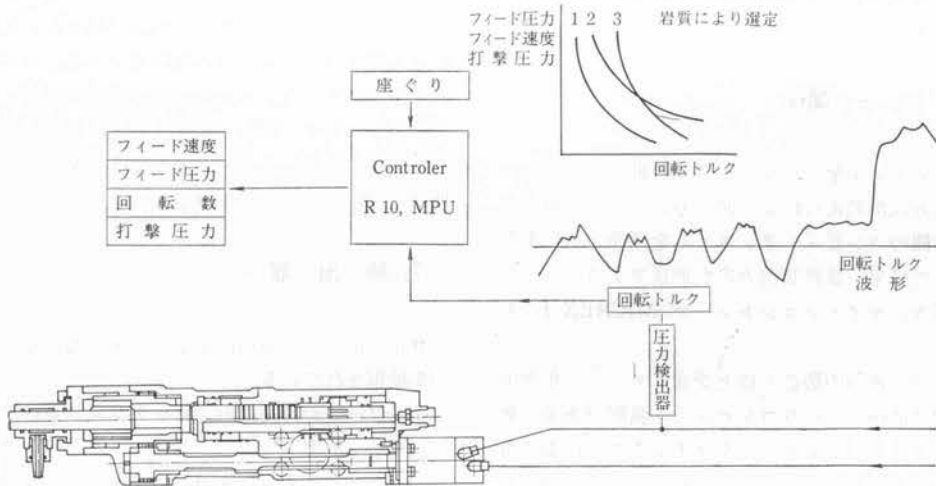 フィード圧力 1 2 3 岩質により選定
フィード速度
打撃圧力
回転トルク
座ぐり
Controler
R 10, MPU
フィード速度
フィード圧力
回転数
打撃圧力
回転トルク
波形
回転トルク
圧力検出器